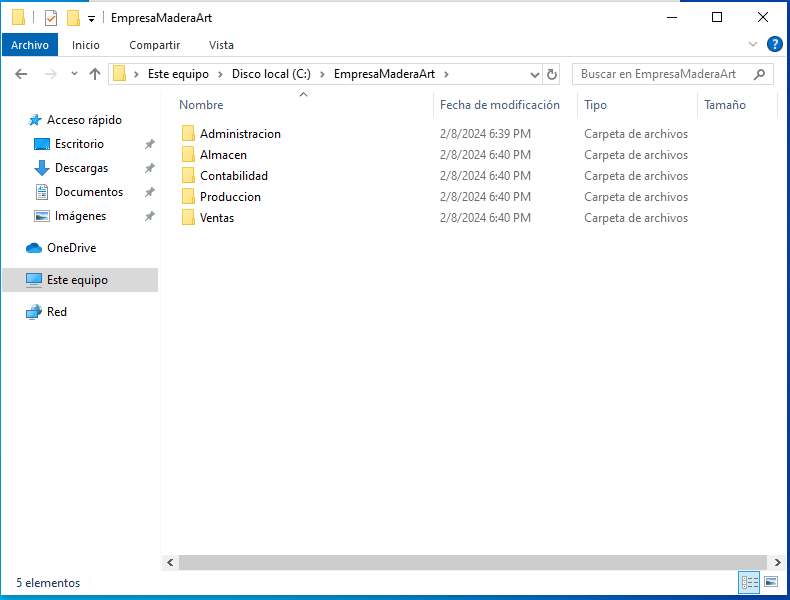 EmpresaMaderaArt
Archivo Inicio Compartir Vista
Este equipo Disco local (C:) EmpresaMaderaArt Buscar en EmpresaMaderaArt
Acceso rápido
Escritorio
Descargas
Documentos
Imágenes
OneDrive
Este equipo
Red
Nombre Fecha de modificación Tipo Tamaño
Administracion 2/8/2024 6:39 PM Carpeta de archivos
Almacen 2/8/2024 6:40 PM Carpeta de archivos
Contabilidad 2/8/2024 6:40 PM Carpeta de archivos
Produccion 2/8/2024 6:40 PM Carpeta de archivos
Ventas 2/8/2024 6:40 PM Carpeta de archivos
5 elementos